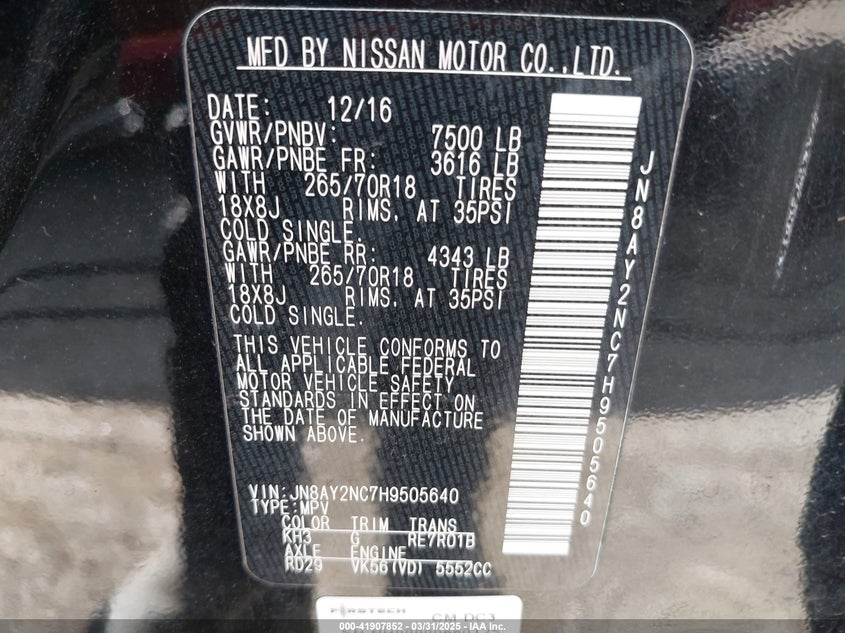 MFD BY NISSAN MOTOR CO.,LTD.
DATE: 12/16
GVWR/PNBV: 7500 LB
GAWR/PNBE FR: 3616 LB
WITH 265/70R18 TIRES
18X8J RIMS, AT 35PSI
COLD SINGLE.
GAWR/PNBE RR: 4343 LB
WITH 265/70R18 TIRES
18X8J RIMS, AT 35PSI
COLD SINGLE.
THIS VEHICLE CONFORMS TO
ALL APPLICABLE FEDERAL
MOTOR VEHICLE SAFETY
STANDARDS IN EFFECT ON
THE DATE OF MANUFACTURE
SHOWN ABOVE.
VIN:JN8AY2NC7H9505640
TYPE:MPV
COLOR TRIM TRANS
KH3 G RE7R01B
AXLE ENGINE
RD29 VK56(VD) 5552CC
JN8AY2NC7H9505640
FIRSTECH
000-41907852 - 03/31/2025 - IAA Inc.